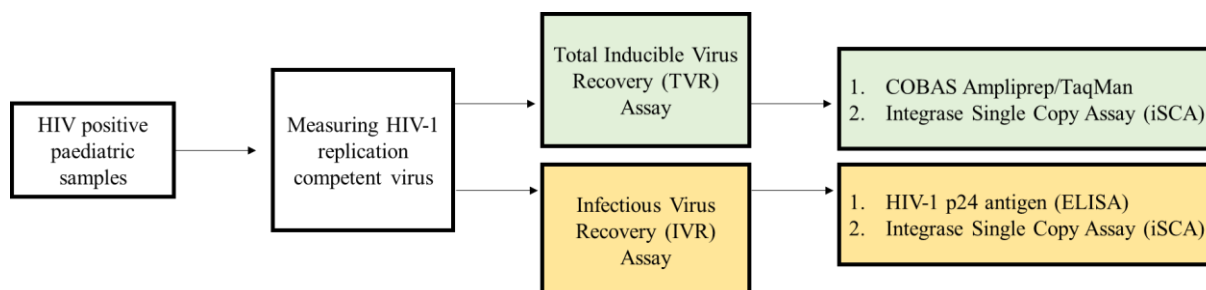 HIV positive
paediatric
samples
Measuring HIV-1
replication
competent virus
Total Inducible Virus
Recovery (TVR)
Assay
1. COBAS Ampliprep/TaqMan
2. Integrase Single Copy Assay (iSCA)
Infectious Virus
Recovery (IVR)
Assay
1. HIV-1 p24 antigen (ELISA)
2. Integrase Single Copy Assay (iSCA)